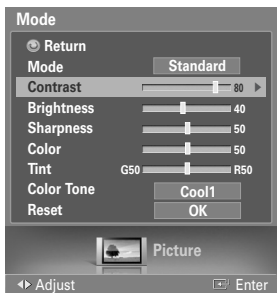 Mode
Return
Mode Standard
Contrast 80
Brightness 40
Sharpness 50
Color 50
Tint G50 R50
Color Tone Cool1
Reset OK
Picture
Adjust Enter